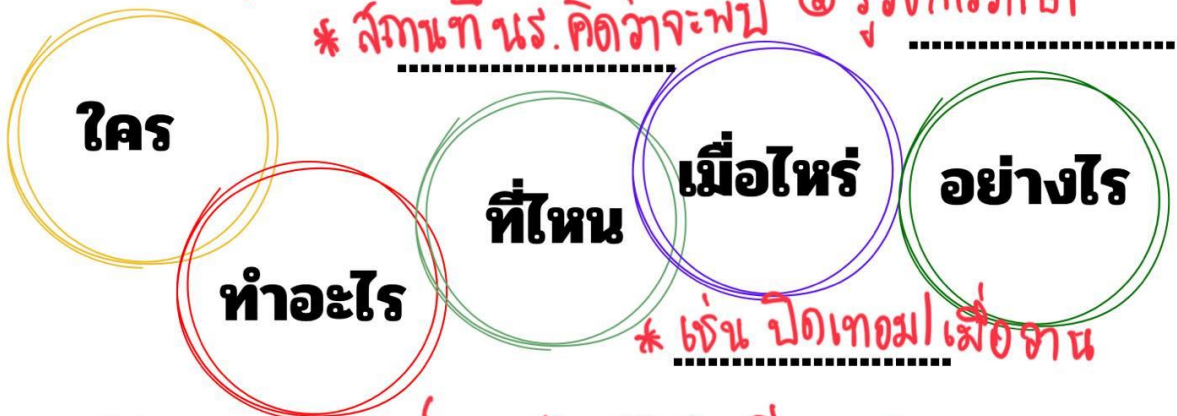 * สถานที่ นร. คิดว่าจะพบ
ใคร
ทำอะไร
ที่ไหน
เมื่อไหร่
อย่างไร
* เช่น ปิดเทอม/เมื่อวาน